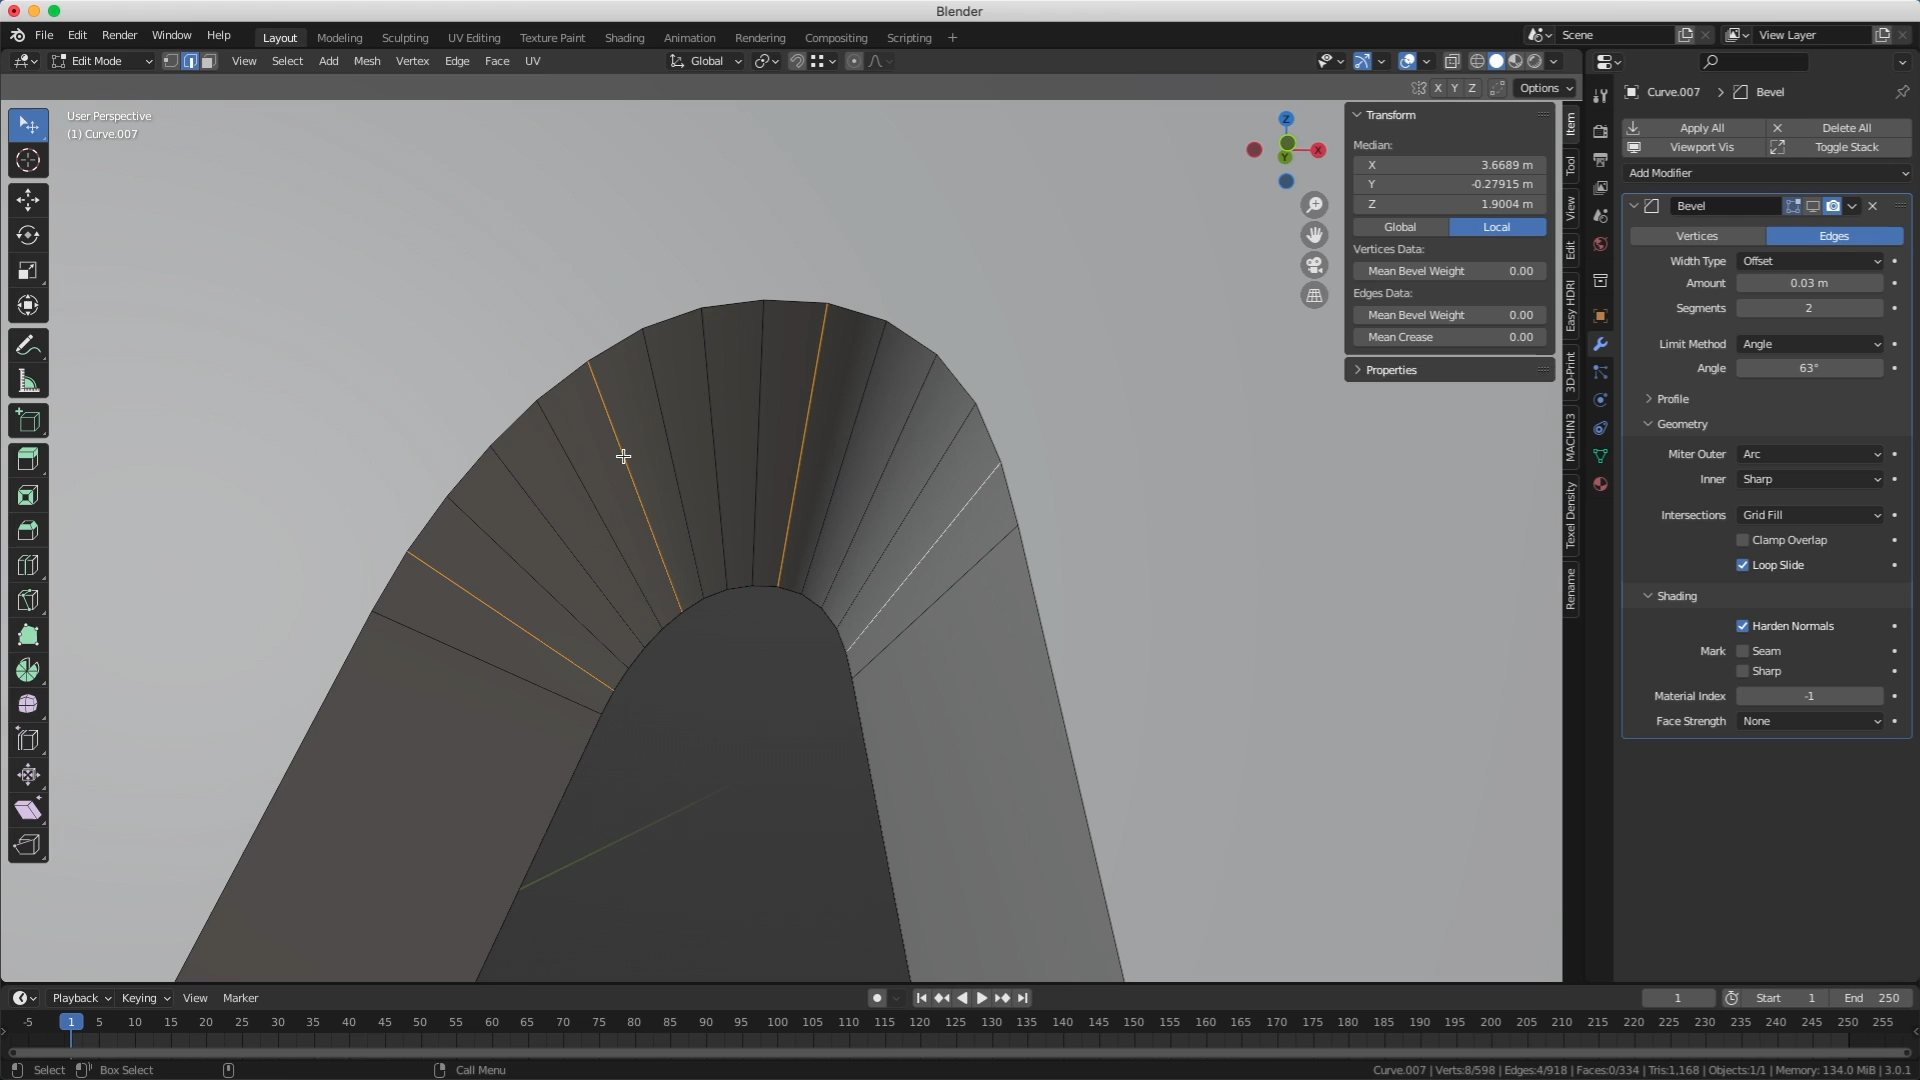 Blender
File Edit Render Window Help Layout Modeling Sculpting UV Editing Texture Paint Shading Animation Rendering Compositing Scripting + Scene View Layer
Edit Mode View Select Add Mesh Vertex Edge Face UV Global
X Y Z Options
User Perspective
(1) Curve.007
Z
X
Y
Transform
Median:
X 3.6689 m
Y -0.27915 m
Z 1.9004 m
Global Local
Vertices Data:
Mean Bevel Weight 0.00
Edges Data:
Mean Bevel Weight 0.00
Mean Crease 0.00
Properties
Item
Tool
View
Edit
Easy HDRI
3D-Print
MACHIN3
Texel Density
Rename
Curve.007 > Bevel
Apply All Delete All
Viewport Vis Toggle Stack
Add Modifier
Bevel
Vertices Edges
Width Type Offset
Amount 0.03 m
Segments 2
Limit Method Angle
Angle 63°
Profile
Geometry
Miter Outer Arc
Inner Sharp
Intersections Grid Fill
Clamp Overlap
Loop Slide
Shading
Harden Normals
Mark Seam
Sharp
Material Index -1
Face Strength None
Playback Keying View Marker 1 Start 1 End 250
-5 1 5 10 15 20 25 30 35 40 45 50 55 60 65 70 75 80 85 90 95 100 105 110 115 120 125 130 135 140 145 150 155 160 165 170 175 180 185 190 195 200 205 210 215 220 225 230 235 240 245 250 255
Select Box Select Call Menu Curve.007 | Verts:8/598 | Edges:4/918 | Faces:0/334 | Tris:1,168 | Objects:1/1 | Memory: 134.0 MiB | 3.0.1